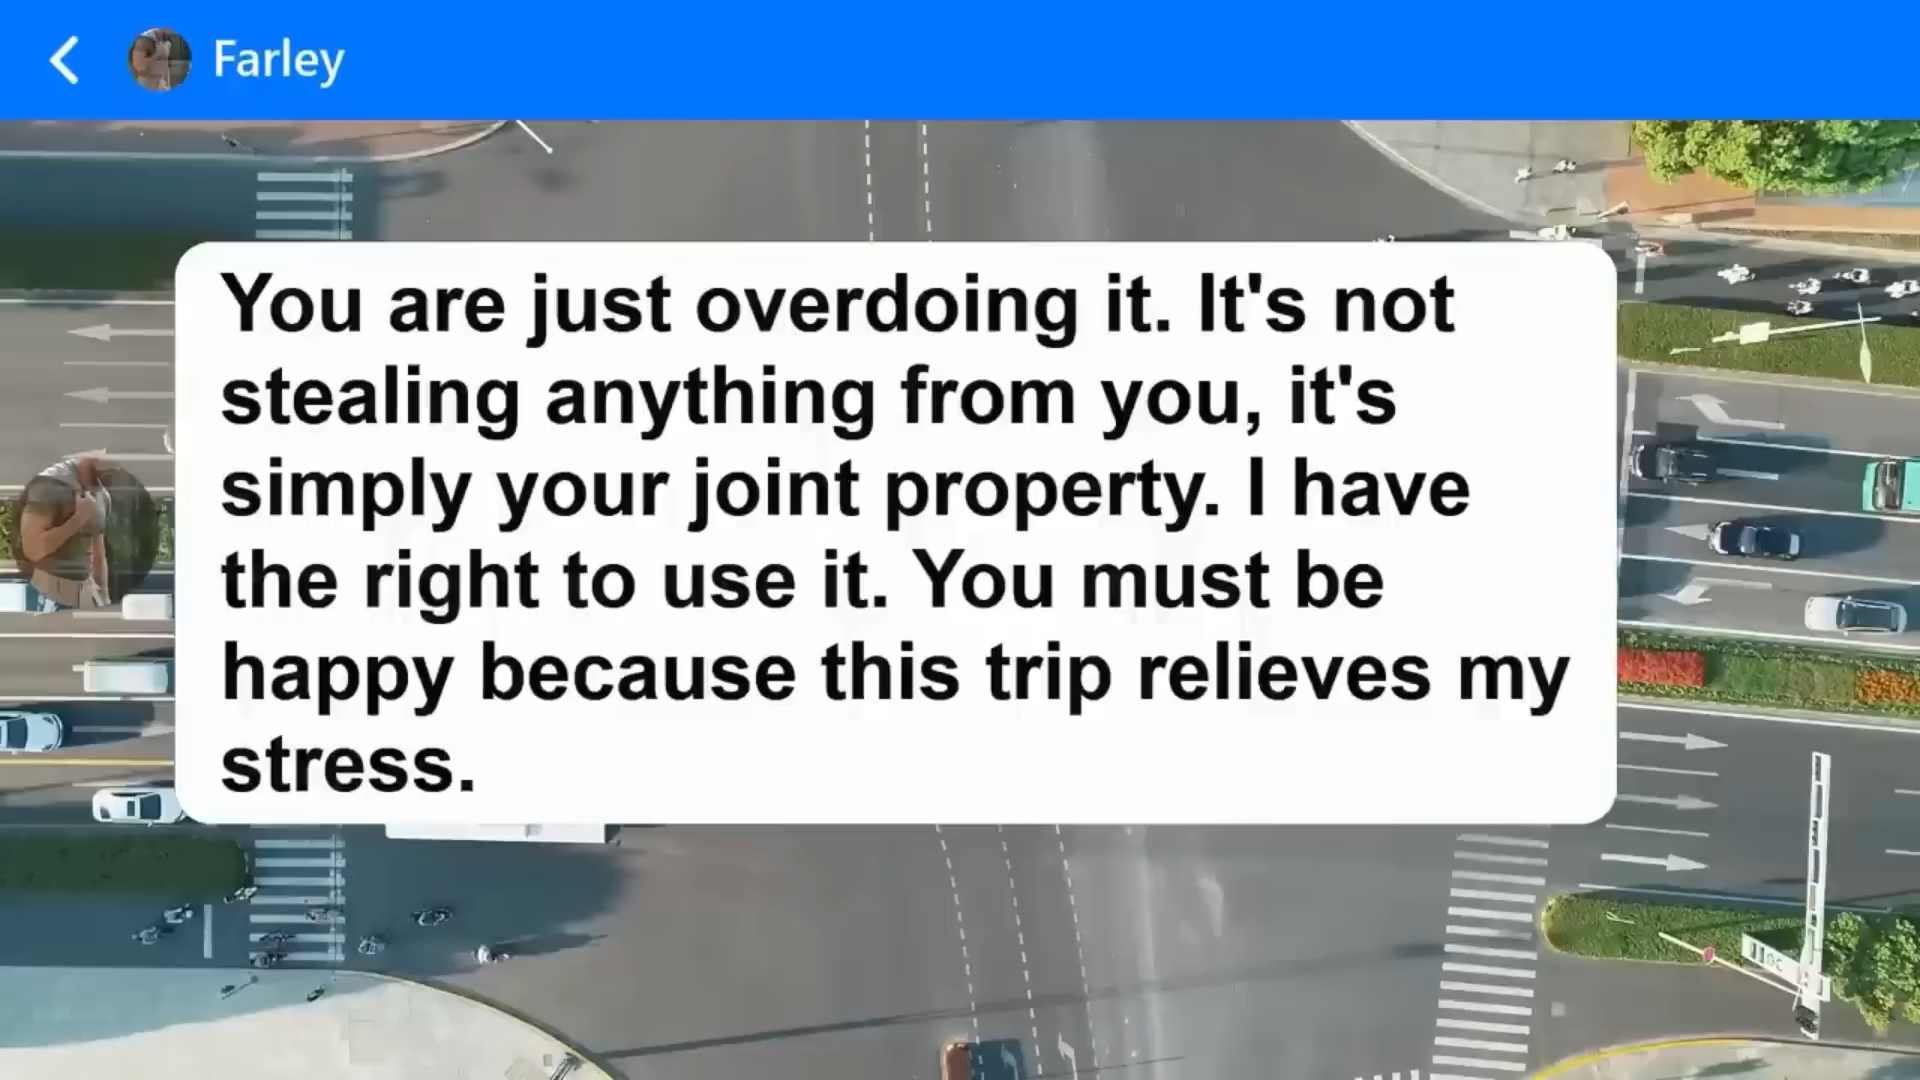 Farley
You are just overdoing it. It's not
stealing anything from you, it's
simply your joint property. I have
the right to use it. You must be
happy because this trip relieves my
stress.